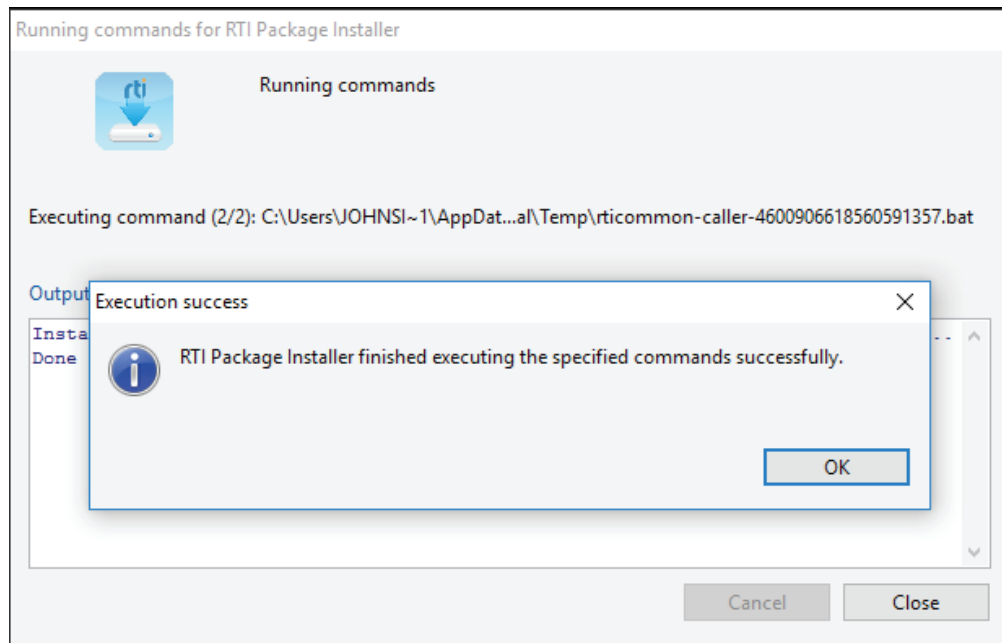 Running commands for RTI Package Installer
rti
Running commands
Executing command (2/2): C:\Users\JOHNSI~1\AppDat...al\Temp\rticommon-caller-4600906618560591357.bat
Output
Execution success
Insta
..
Done
RTI Package Installer finished executing the specified commands successfully.
OK
Cancel
Close